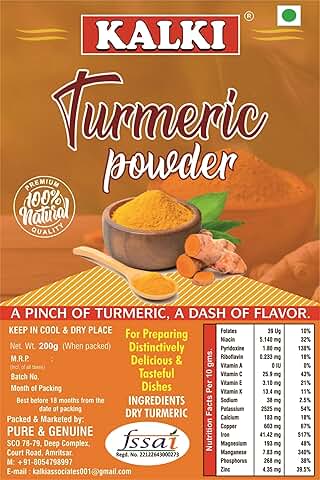 KALKI ®
Turmeric
powder
PREMIUM
100%
Natural
QUALITY
A PINCH OF TURMERIC, A DASH OF FLAVOR.
KEEP IN COOL & DRY PLACE
Net. Wt. 200g (When packed)
M.R.P. :
(Incl. of all taxes)
Batch No.
Month of Packing
Best before 18 months from the
date of packing
Packed & Marketed by:
PURE & GENUINE
SCO 78-79, Deep Complex,
Court Road, Amritsar.
M: +91-8054798997
e-mail : kalkiassociates001@gmail.com
For Preparing
Distinctively
Delicious &
Tasteful
Dishes
INGREDIENTS
DRY TURMERIC
fssai
Regd. No. 22122643000273
Nutrition Facts Per 10 gms
Folates 39 Ug 10%
Niacin 5.140 mg 32%
Pyridoxine 1.80 mg 138%
Riboflavin 0.233 mg 18%
Vitamin A 0 IU 0%
Vitamin C 25.9 mg 43%
Vitamin E 3.10 mg 21%
Vitamin K 13.4 mg 11%
Sodium 38 mg 2.5%
Potassium 2525 mg 54%
Calcium 183 mg 18%
Copper 603 mg 67%
Iron 41.42 mg 517%
Magnesium 193 mg 48%
Manganese 7.83 mg 340%
Phosphorus 268 mg 38%
Zinc 4.35 mg 39.5%